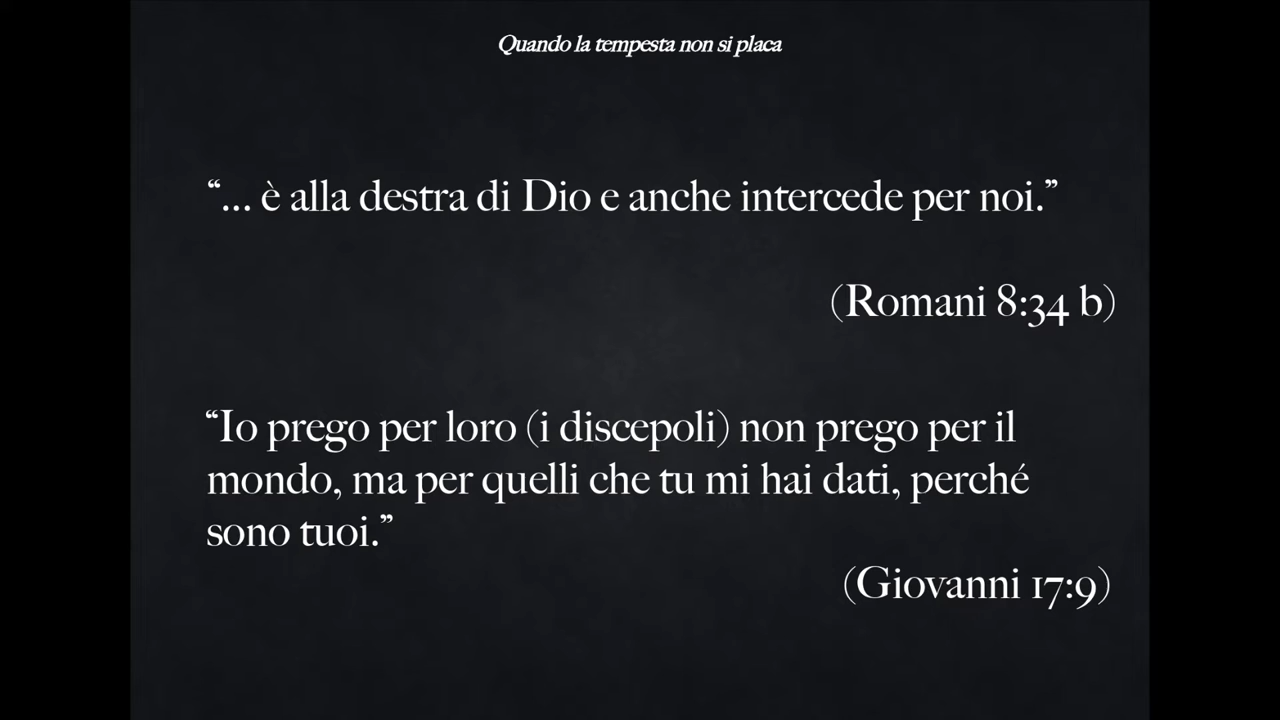 Quando la tempesta non si placa
“... è alla destra di Dio e anche intercede per noi.”
(Romani 8:34 b)
“Io prego per loro (i discepoli) non prego per il
mondo, ma per quelli che tu mi hai dati, perché
sono tuoi.”
(Giovanni 17:9)